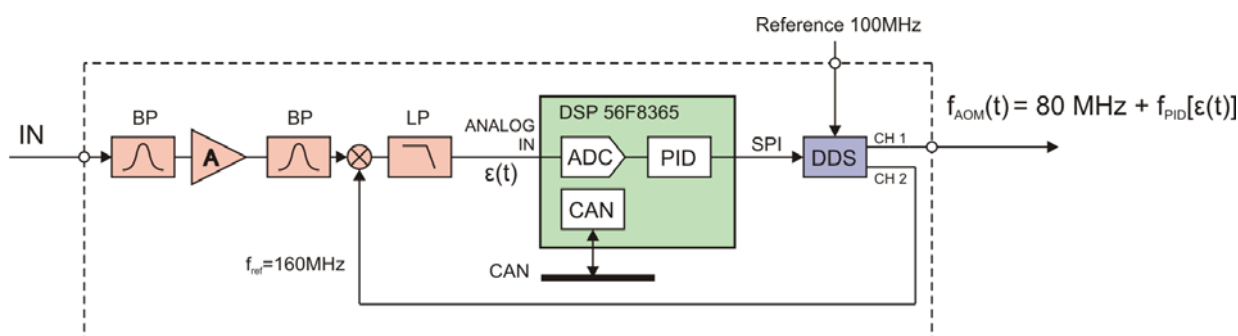 Reference 100MHz
f_AOM(t) = 80 MHz + f_PID[ε(t)]
IN
BP
A
BP
LP
ANALOG
IN
ε(t)
DSP 56F8365
ADC
PID
CAN
SPI
DDS
CH 1
CH 2
f_ref=160MHz
CAN